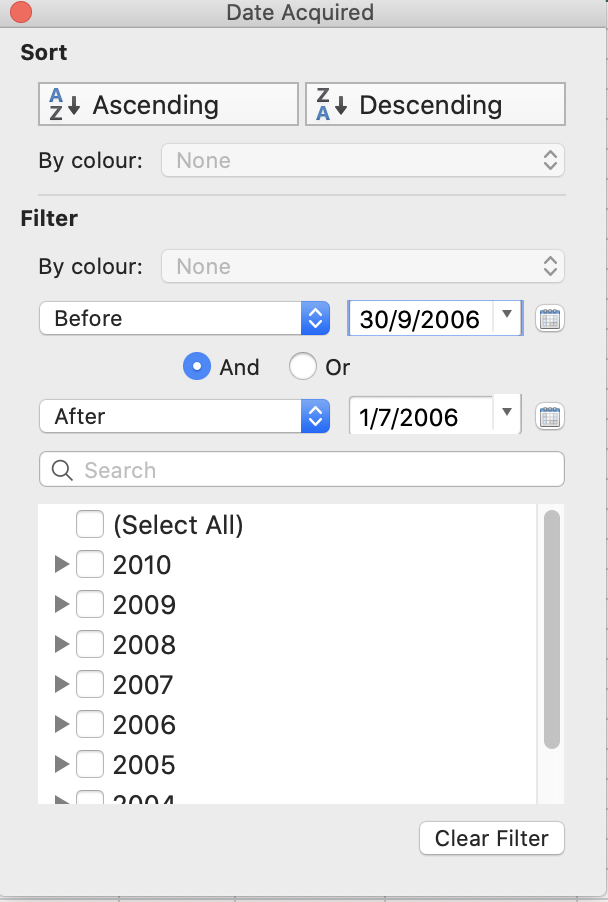 Date Acquired
Sort
Ascending Descending
By colour: None
Filter
By colour: None
Before 30/9/2006
And Or
After 1/7/2006
Search
(Select All)
2010
2009
2008
2007
2006
2005
2004
Clear Filter